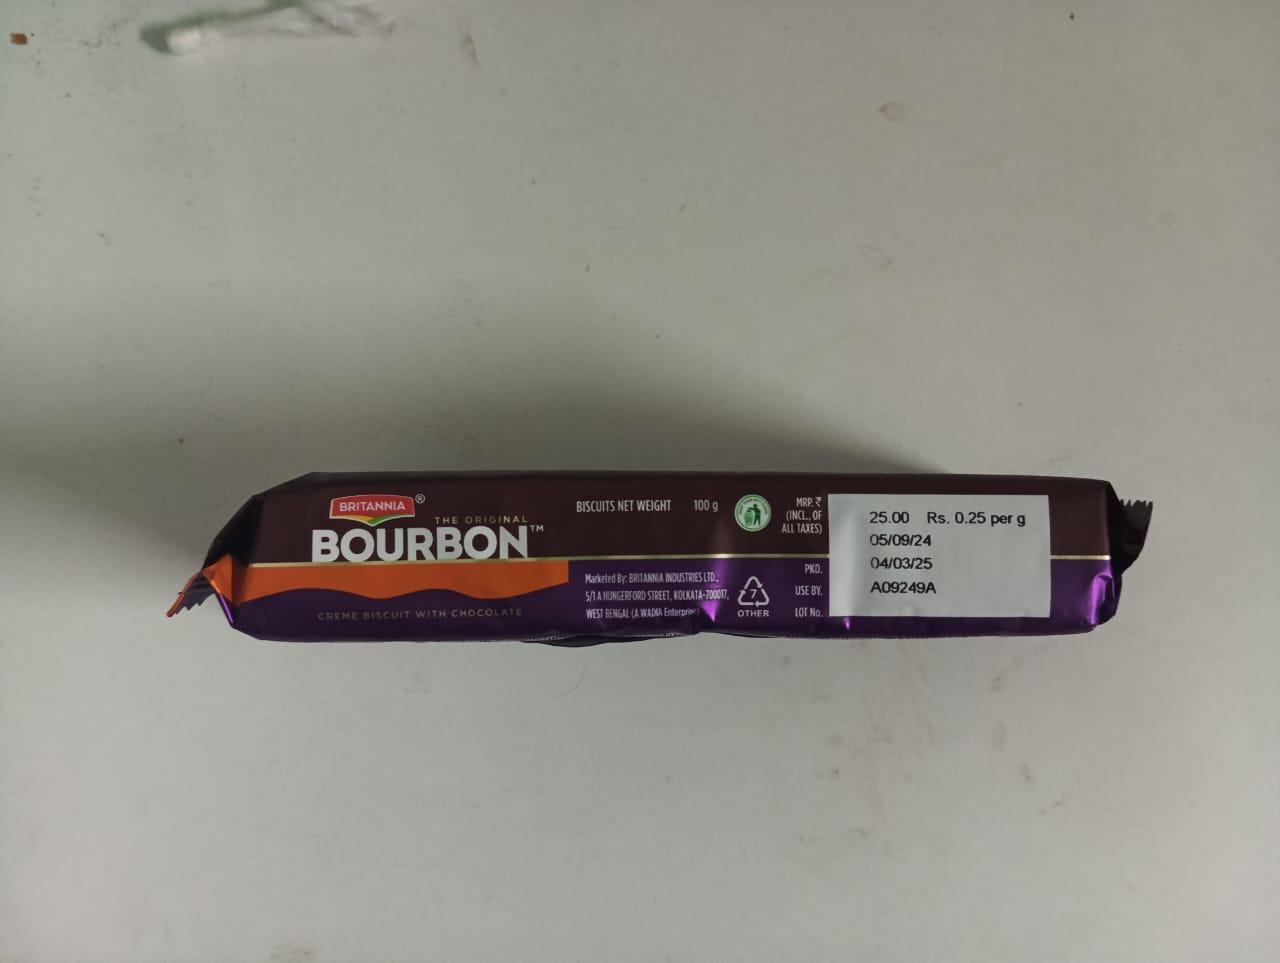 BRITANNIA ®
THE ORIGINAL
BOURBON™
CREME BISCUIT WITH CHOCOLATE
BISCUITS NET WEIGHT 100 g
Marketed By: BRITANNIA INDUSTRIES LTD.,
5/1 A HUNGERFORD STREET, KOLKATA-700017,
WEST BENGAL (A WADIA Enterprise)
7
OTHER
MRP. ₹
(INCL., OF
ALL TAXES)
PKD.
USE BY.
LOT No.
25.00 Rs. 0.25 per g
05/09/24
04/03/25
A09249A